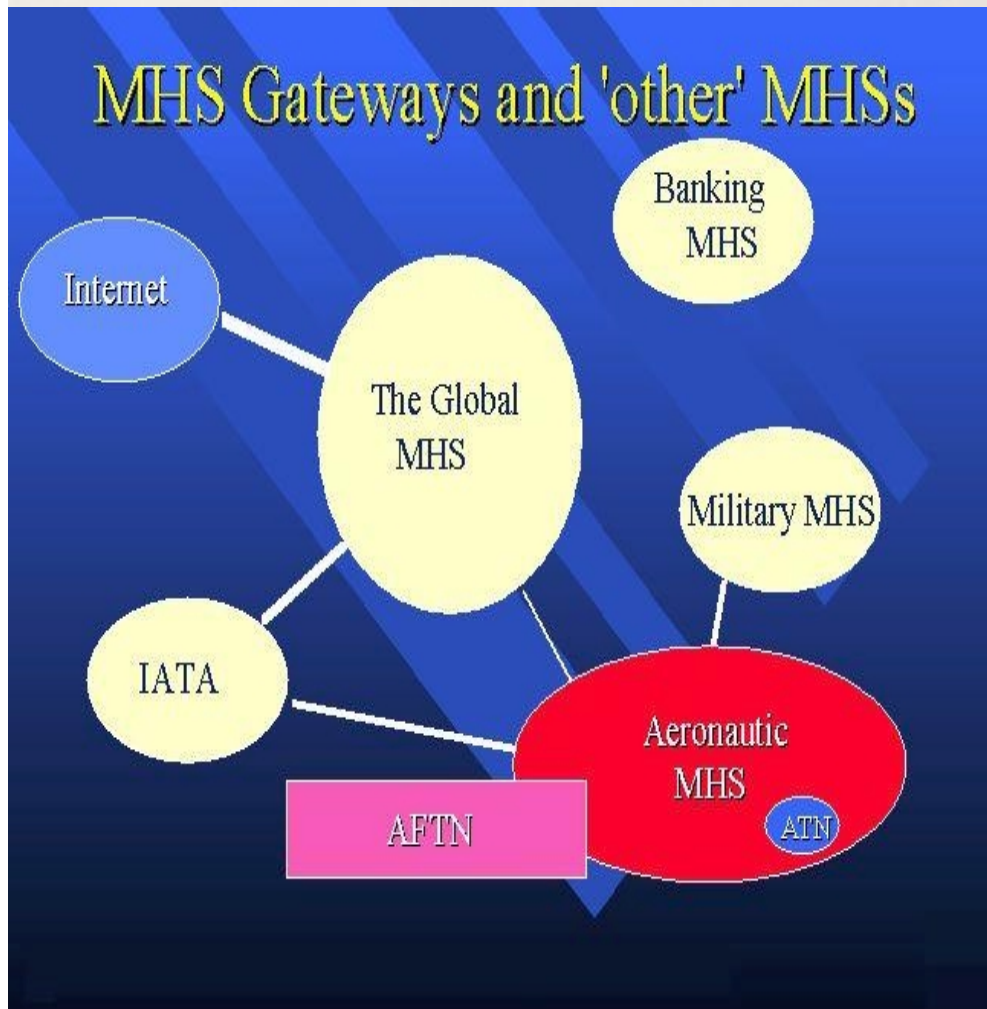 MHS Gateways and 'other' MHSs
Banking
MHS
Internet
The Global
MHS
Military MHS
IATA
Aeronautic
MHS
AFTN
ATN